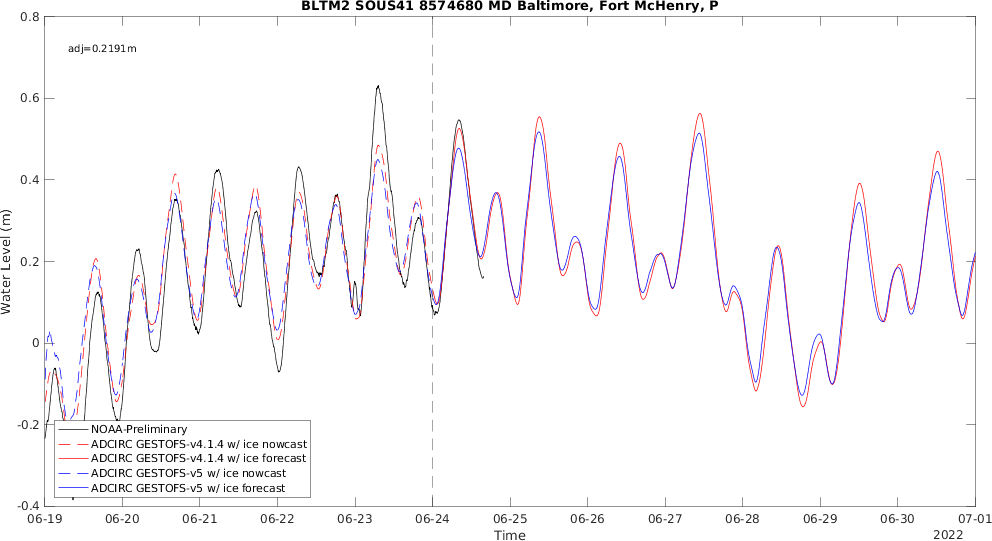 BLTM2 SOUS41 8574680 MD Baltimore, Fort McHenry, P
adj=0.2191m
0.8
0.6
0.4
0.2
0
-0.2
-0.4
Water Level (m)
NOAA-Preliminary
ADCIRC GESTOFS-v4.1.4 w/ ice nowcast
ADCIRC GESTOFS-v4.1.4 w/ ice forecast
ADCIRC GESTOFS-v5 w/ ice nowcast
ADCIRC GESTOFS-v5 w/ ice forecast
06-19 06-20 06-21 06-22 06-23 06-24 06-25 06-26 06-27 06-28 06-29 06-30 07-01
Time
2022